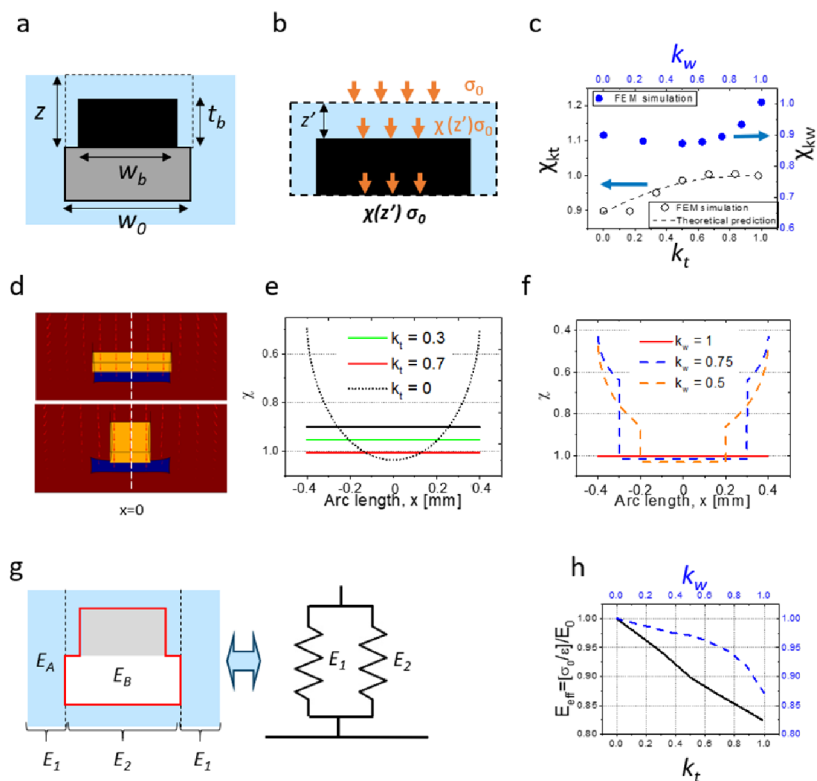 a
z
t_b
w_b
w_0
b
σ_0
z'
χ(z')σ_0
χ(z') σ_0
c
k_w
0.0 0.2 0.4 0.6 0.8 1.0
FEM simulation
1.2
1.1
1.0
0.9
χ_kt
1.0
0.9
0.8
0.7
0.6
0.5
χ_kw
FEM simulation
Theoretical prediction
0.0 0.2 0.4 0.6 0.8 1.0
k_t
d
x=0
e
k_t = 0.3
k_t = 0.7
k_t = 0
0.6
0.8
1.0
χ
-0.4 -0.2 0.0 0.2 0.4
Arc length, x [mm]
f
k_w = 1
k_w = 0.75
k_w = 0.5
0.4
0.6
0.8
1.0
χ
-0.4 -0.2 0.0 0.2 0.4
Arc length, x [mm]
g
E_A
E_B
E_1
E_2
E_1
E_1
E_2
h
k_w
0.0 0.2 0.4 0.6 0.8 1.0
1.00
0.95
0.90
0.85
0.80
E_eff=[σ_0/ε]/E_0
1.00
0.95
0.90
0.85
0.80
0.0 0.2 0.4 0.6 0.8 1.0
k_t